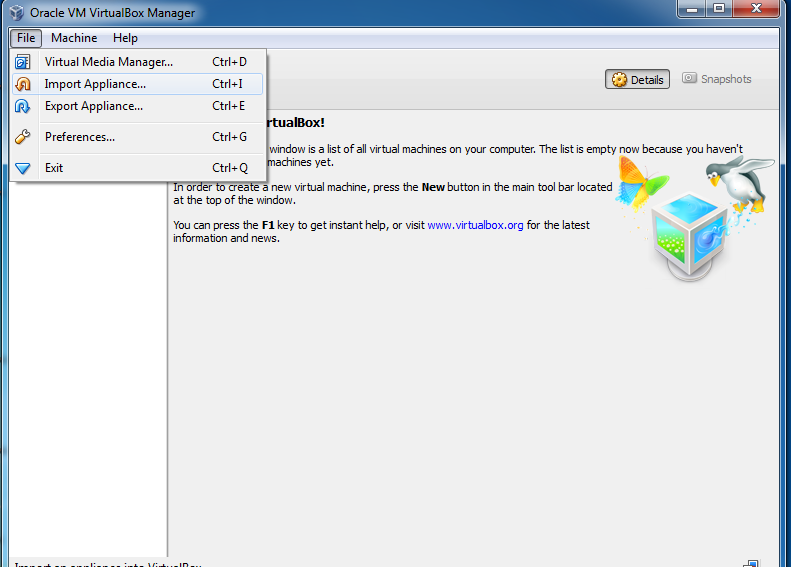 Oracle VM VirtualBox Manager
File Machine Help
Virtual Media Manager... Ctrl+D
Import Appliance... Ctrl+I
Export Appliance... Ctrl+E
Preferences... Ctrl+G
Exit Ctrl+Q
Details Snapshots
rtualBox!
window is a list of all virtual machines on your computer. The list is empty now because you haven't
machines yet.
In order to create a new virtual machine, press the New button in the main tool bar located
at the top of the window.
You can press the F1 key to get instant help, or visit www.virtualbox.org for the latest
information and news.
Import an appliance into VirtualBox